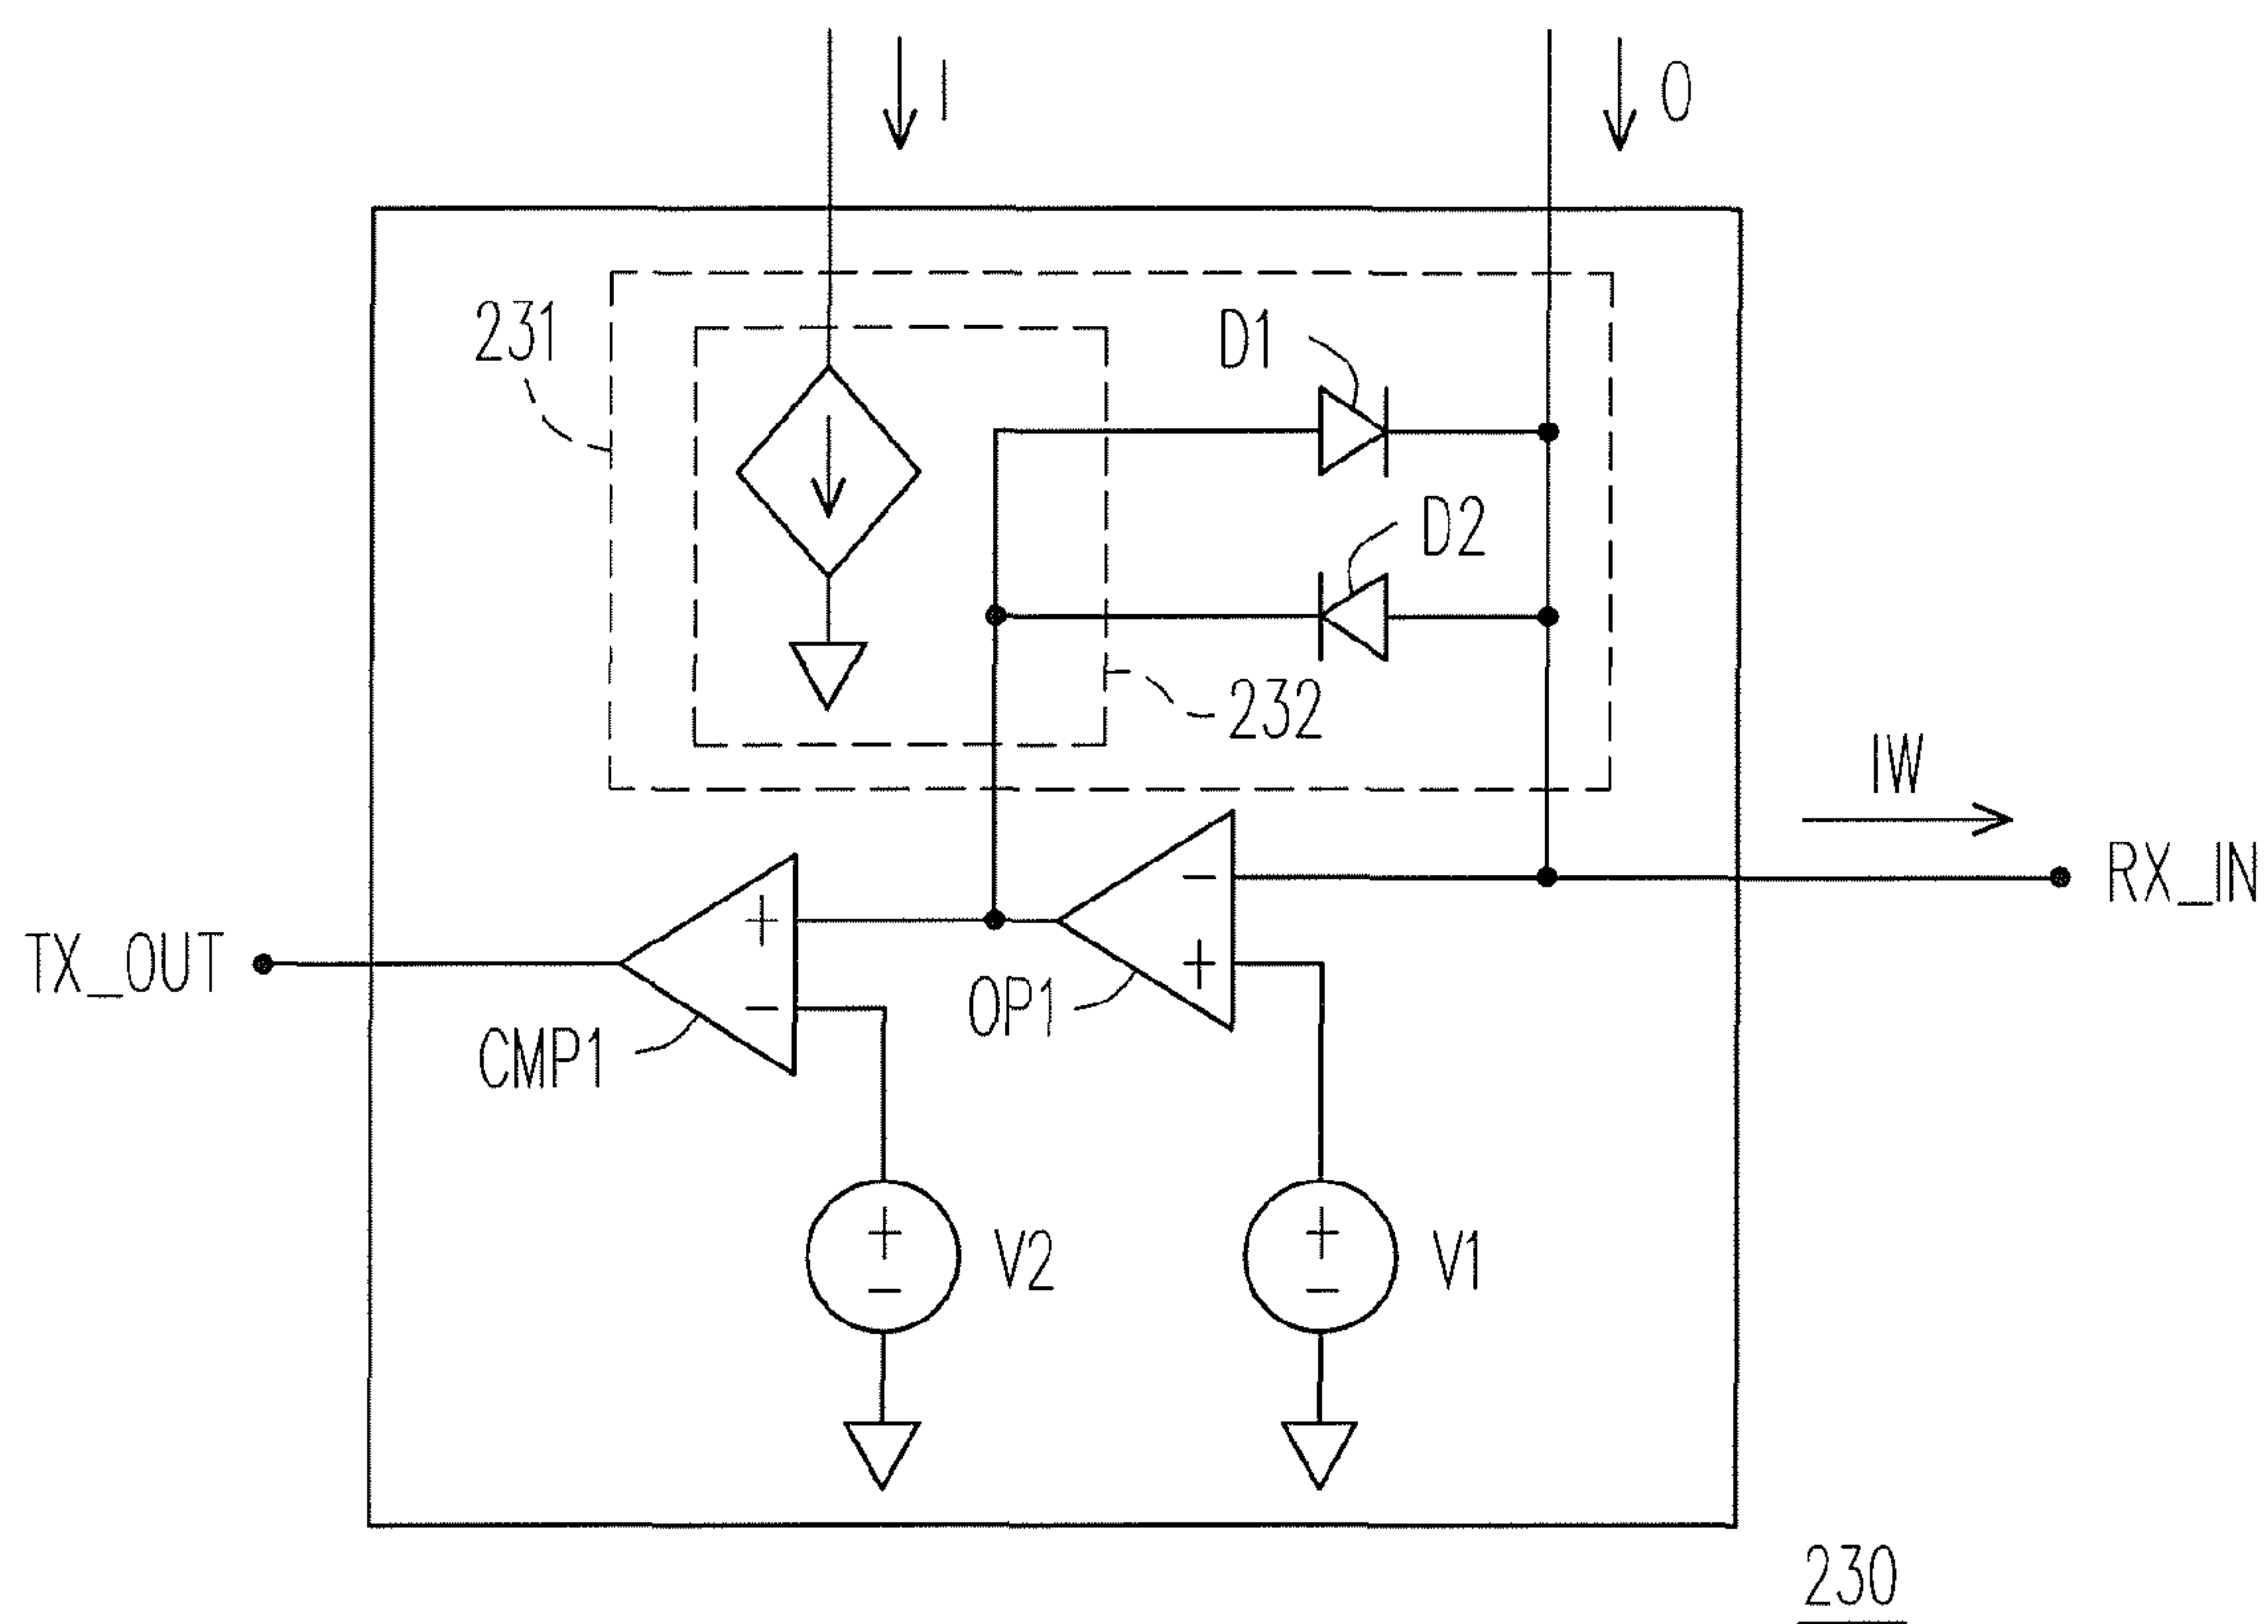 I
O
231
D1
D2
232
IW
RX_IN
+
−
TX_OUT
+
−
OP1
CMP1
+
−
V2
+
−
V1
230